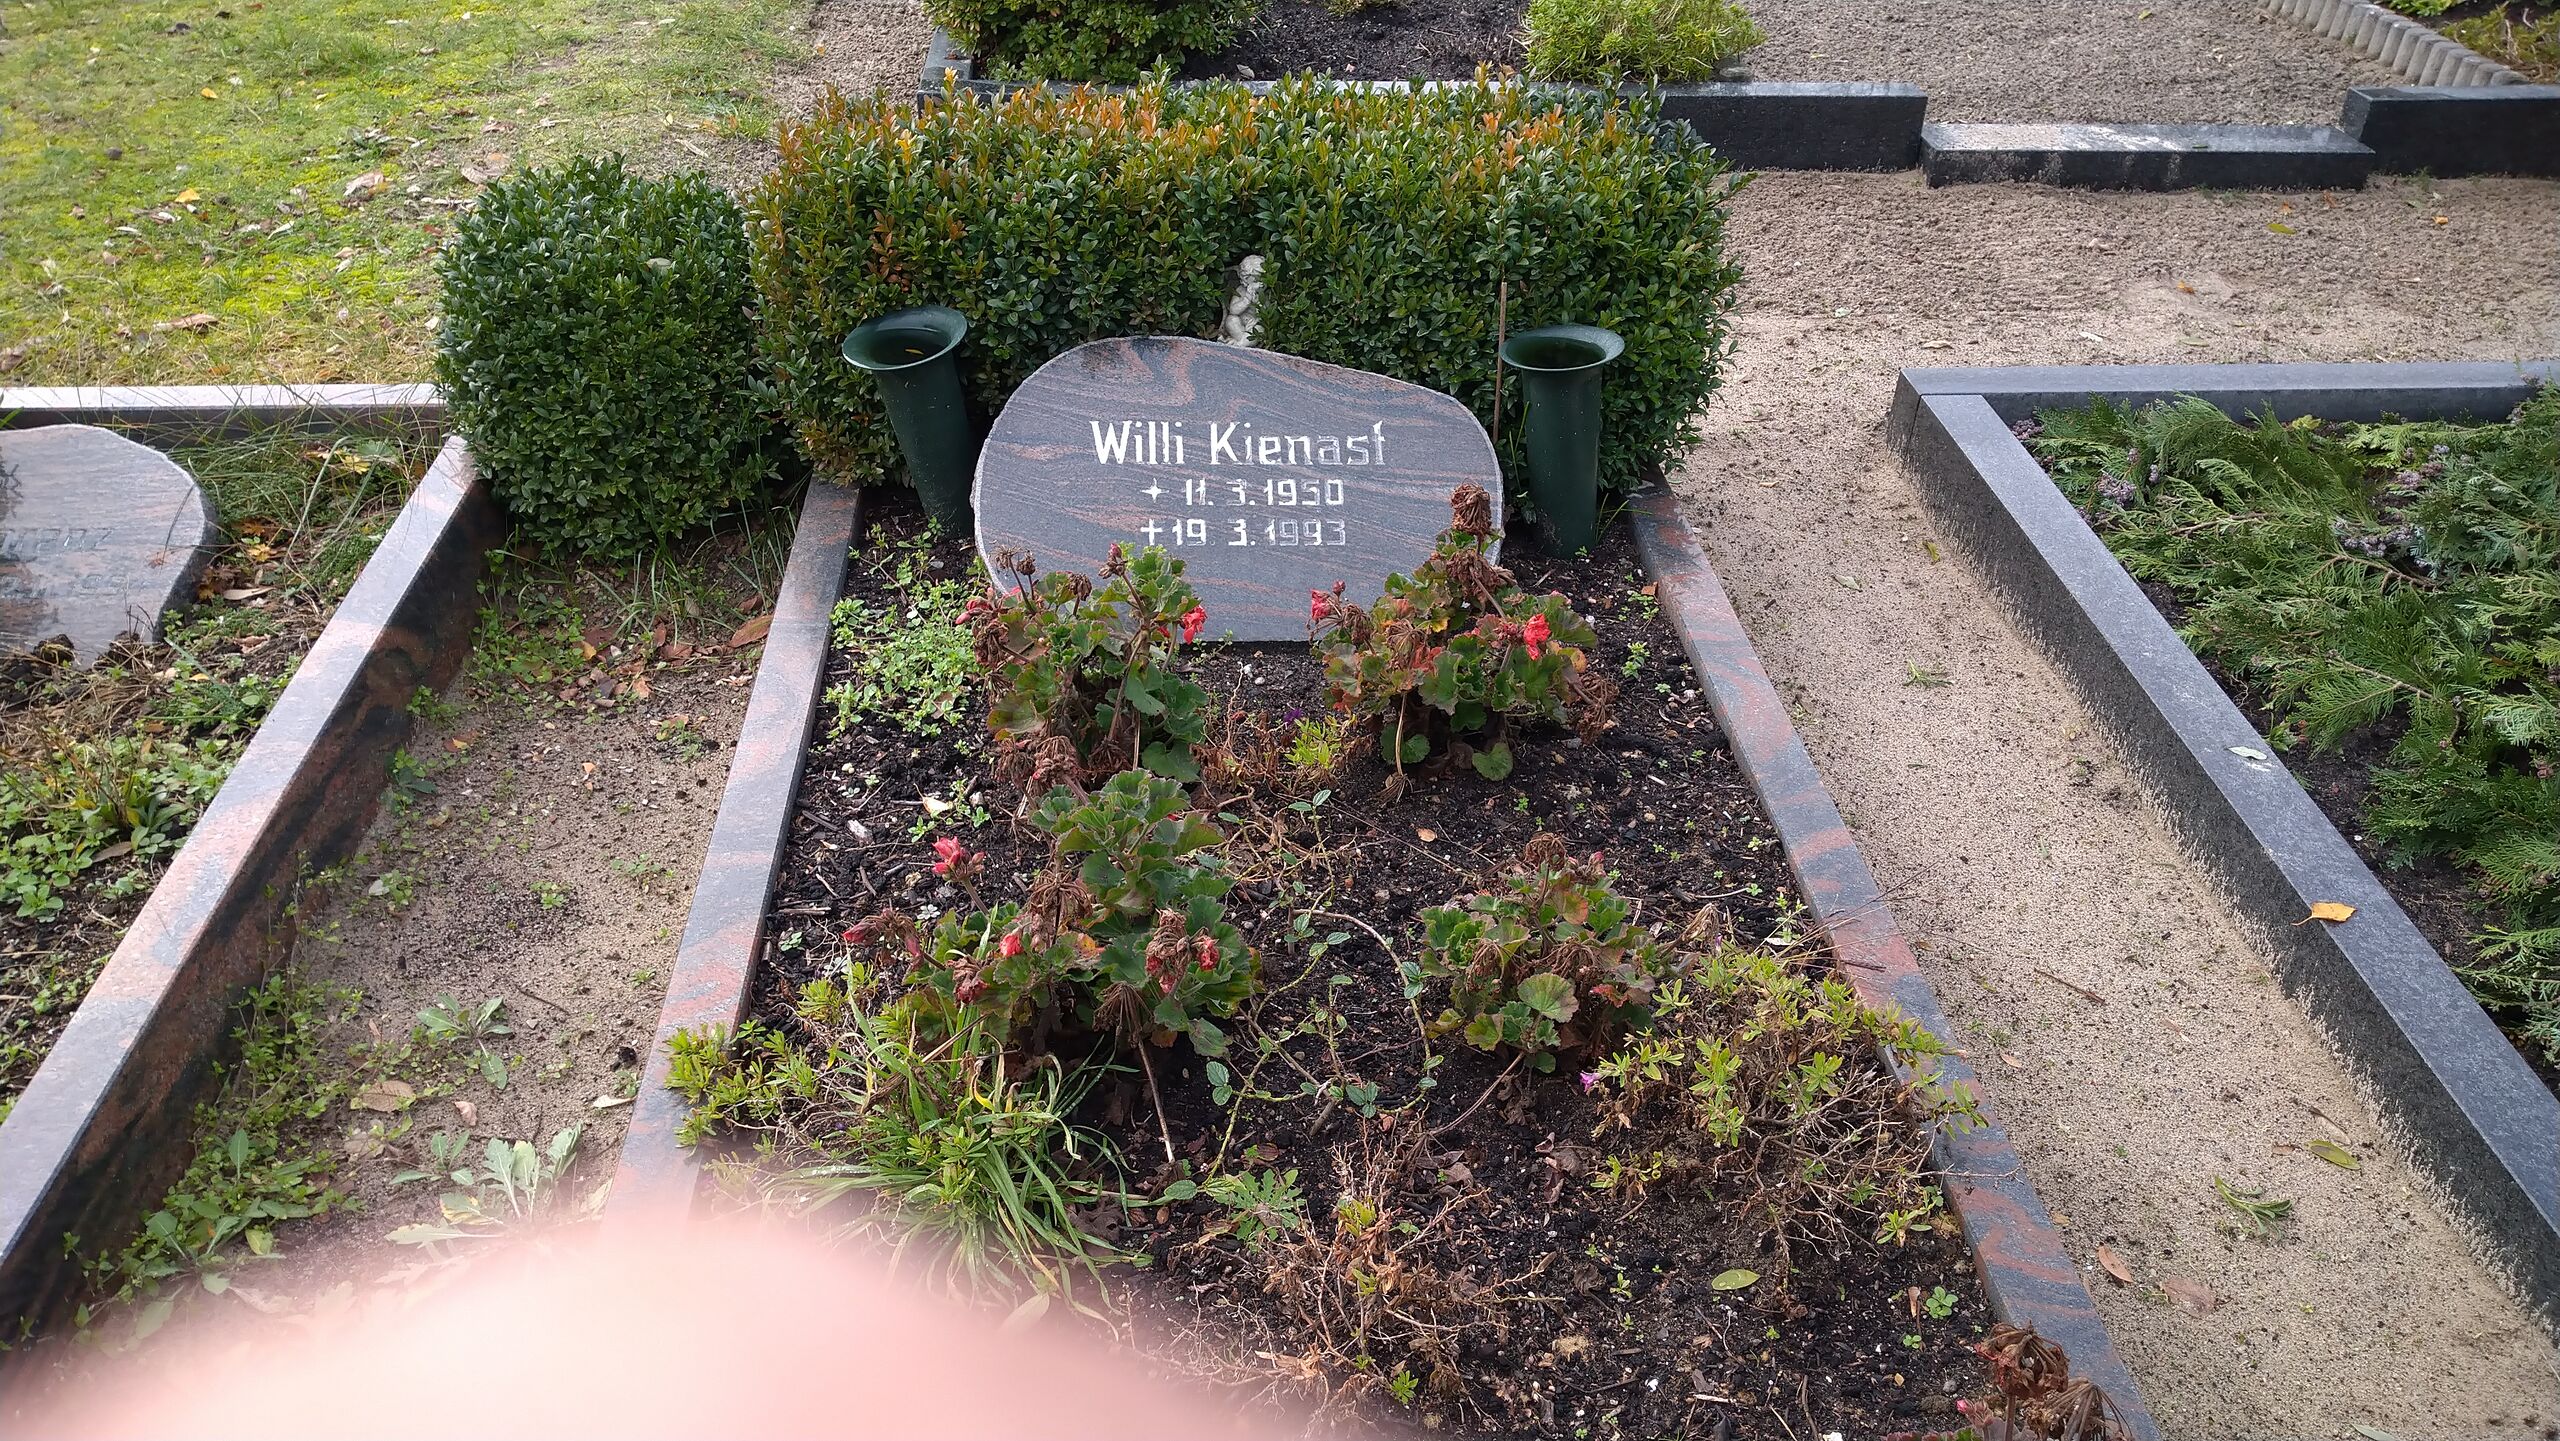 Willi Kienast
✦ 11. 3. 1950
✝ 19. 3. 1993